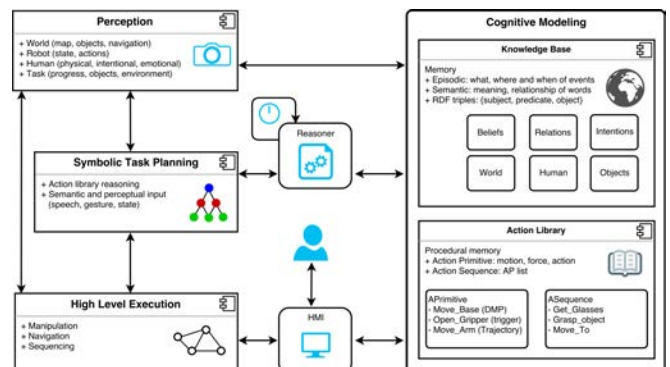 Perception
+ World (map, objects, navigation)
+ Robot (state, actions)
+ Human (physical, intentional, emotional)
+ Task (progress, objects, environment)
Symbolic Task Planning
+ Action library reasoning
+ Semantic and perceptual input
(speech, gesture, state)
High Level Execution
+ Manipulation
+ Navigation
+ Sequencing
Reasoner
HMI
Cognitive Modeling
Knowledge Base
Memory
+ Episodic: what, where and when of events
+ Semantic: meaning, relationship of words
+ RDF triples: {subject, predicate, object}
Beliefs
Relations
Intentions
World
Human
Objects
Action Library
Procedural memory
+ Action Primitive: motion, force, action
+ Action Sequence: AP list
APrimitive
- Move_Base (DMP)
- Open_Gripper (trigger)
- Move_Arm (Trajectory)
ASequence
- Get_Glasses
- Grasp_object
- Move_To